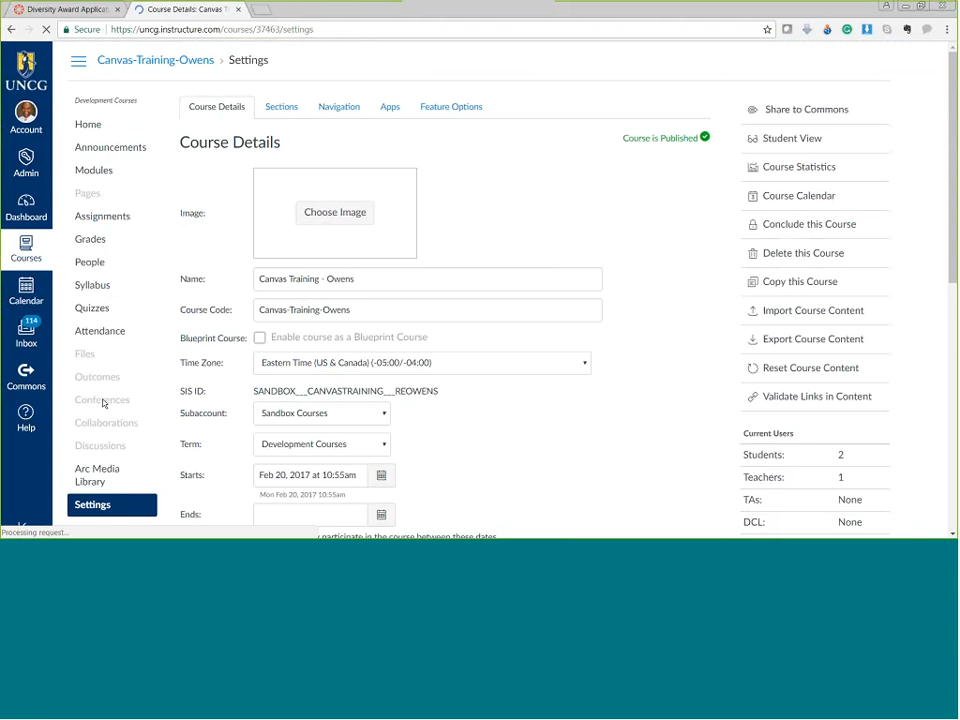 Diversity Award Applicat
Course Details: Canvas T
Secure https://uncg.instructure.com/courses/37463/settings
UNCG
Account
Admin
Dashboard
Courses
Calendar
114
Inbox
Commons
Help
Canvas-Training-Owens › Settings
Development Courses
Home
Announcements
Modules
Pages
Assignments
Grades
People
Syllabus
Quizzes
Attendance
Files
Outcomes
Conferences
Collaborations
Discussions
Arc Media
Library
Settings
Processing request...
Course Details Sections Navigation Apps Feature Options
Course Details
Course is Published
Image:
Choose Image
Name: Canvas Training - Owens
Course Code: Canvas-Training-Owens
Blueprint Course: Enable course as a Blueprint Course
Time Zone: Eastern Time (US & Canada) (-05:00/-04:00)
SIS ID: SANDBOX___CANVASTRAINING___REOWENS
Subaccount: Sandbox Courses
Term: Development Courses
Starts: Feb 20, 2017 at 10:55am
Mon Feb 20, 2017 10:55am
Ends:
y participate in the course between these dates
Share to Commons
Student View
Course Statistics
Course Calendar
Conclude this Course
Delete this Course
Copy this Course
Import Course Content
Export Course Content
Reset Course Content
Validate Links in Content
Current Users
Students: 2
Teachers: 1
TAs: None
DCL: None